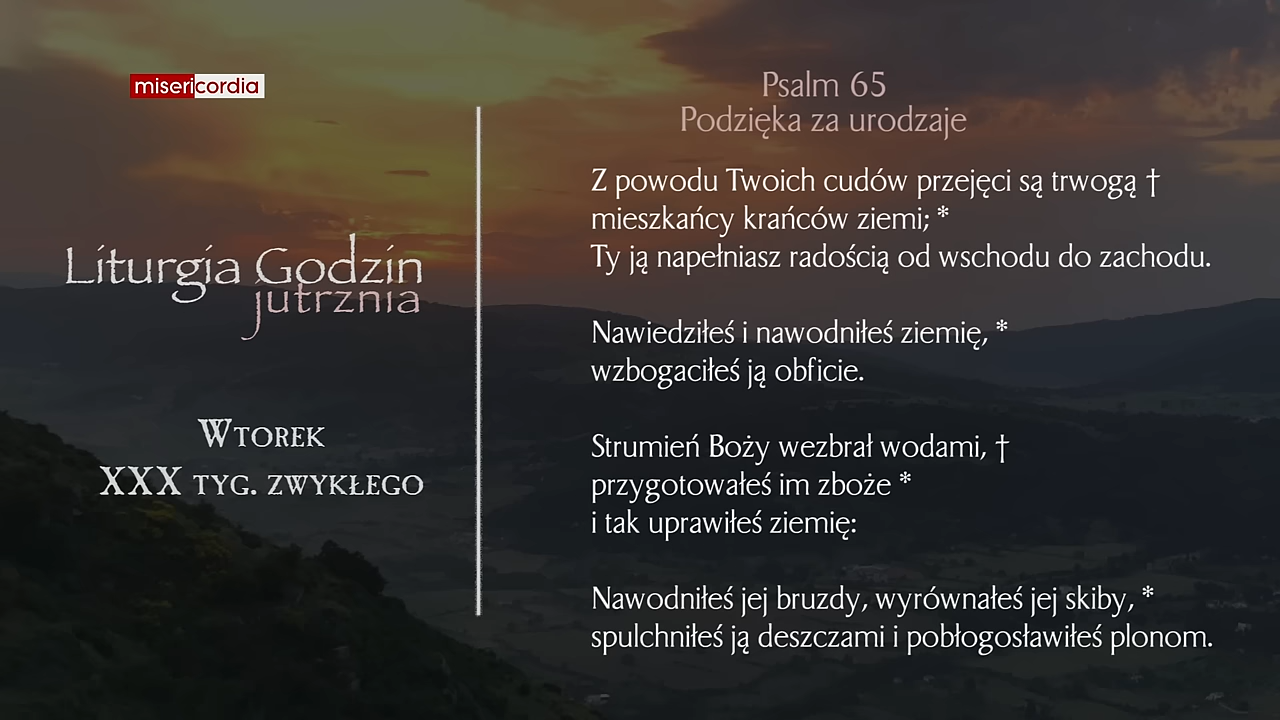 misericordia
Liturgia Godzin
jutrznia
Wtorek
XXX tyg. zwykłego
Psalm 65
Podzięka za urodzaje
Z powodu Twoich cudów przejęci są trwogą †
mieszkańcy krańców ziemi; *
Ty ją napełniasz radością od wschodu do zachodu.
Nawiedziłeś i nawodniłeś ziemię, *
wzbogaciłeś ją obficie.
Strumień Boży wezbrał wodami, †
przygotowałeś im zboże *
i tak uprawiłeś ziemię:
Nawodniłeś jej bruzdy, wyrównałeś jej skiby, *
spulchniłeś ją deszczami i pobłogosławiłeś plonom.